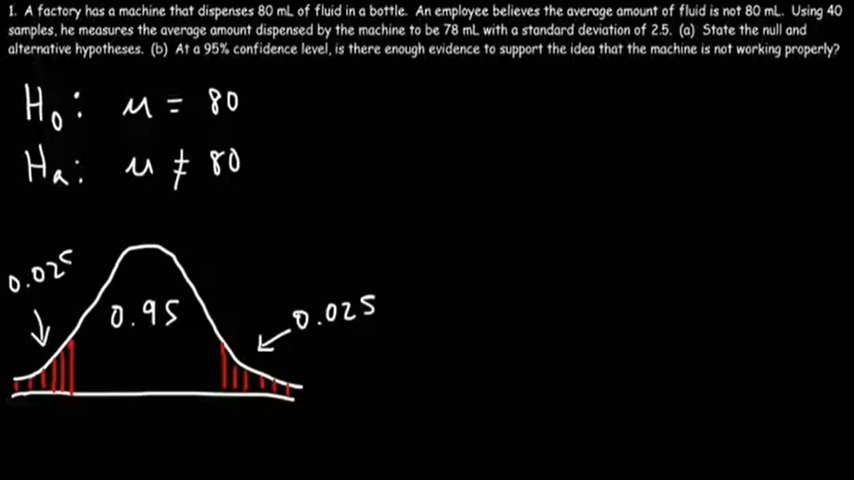 1. A factory has a machine that dispenses 80 mL of fluid in a bottle. An employee believes the average amount of fluid is not 80 mL. Using 40
samples, he measures the average amount dispensed by the machine to be 78 mL with a standard deviation of 2.5. (a) State the null and
alternative hypotheses. (b) At a 95% confidence level, is there enough evidence to support the idea that the machine is not working properly?
H₀: μ = 80
Hₐ: μ ≠ 80
0.025
0.95
0.025